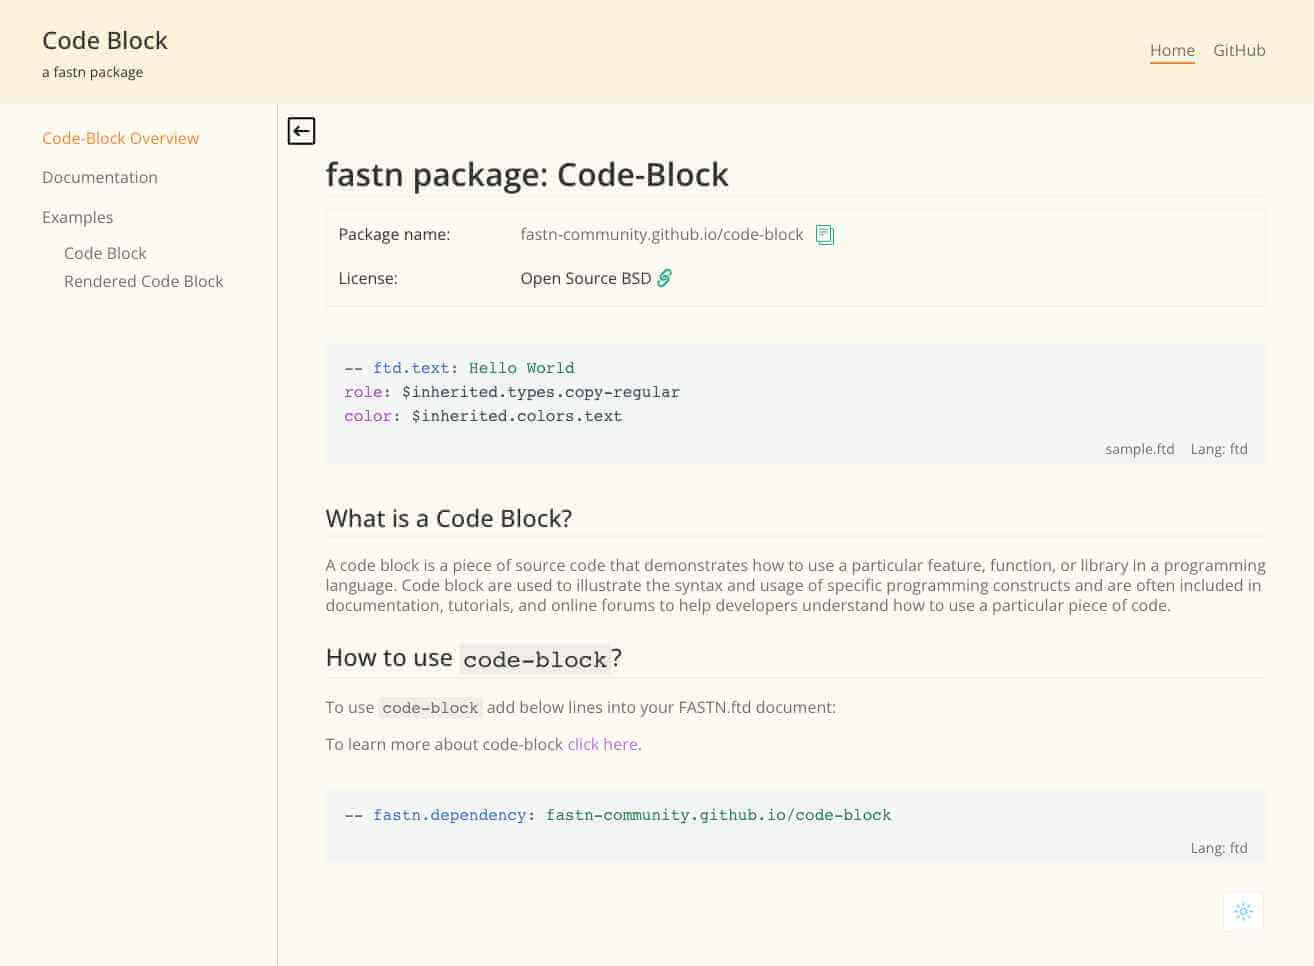 Code Block
a fastn package
Home GitHub
Code-Block Overview
Documentation
Examples
Code Block
Rendered Code Block
fastn package: Code-Block
Package name: fastn-community.github.io/code-block
License: Open Source BSD
-- ftd.text: Hello World
role: $inherited.types.copy-regular
color: $inherited.colors.text
sample.ftd Lang: ftd
What is a Code Block?
A code block is a piece of source code that demonstrates how to use a particular feature, function, or library in a programming
language. Code block are used to illustrate the syntax and usage of specific programming constructs and are often included in
documentation, tutorials, and online forums to help developers understand how to use a particular piece of code.
How to use code-block?
To use code-block add below lines into your FASTN.ftd document:
To learn more about code-block click here.
-- fastn.dependency: fastn-community.github.io/code-block
Lang: ftd